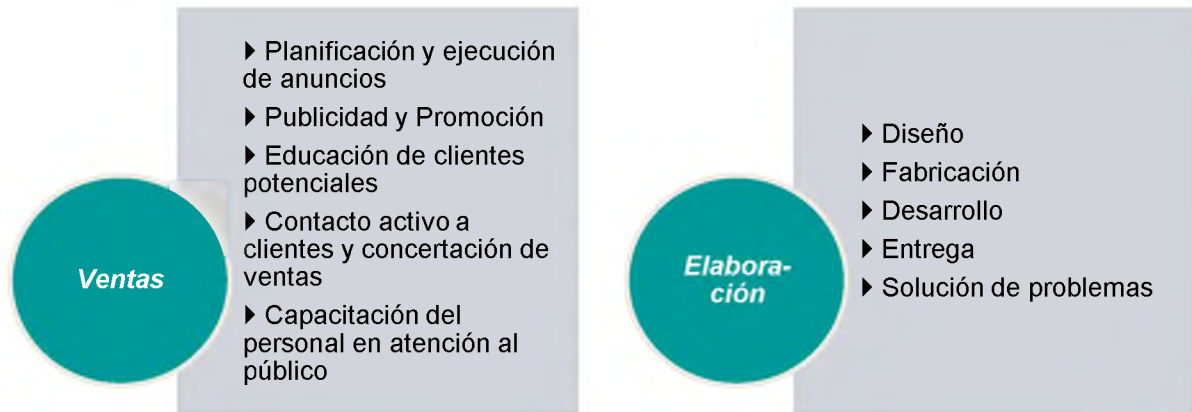 Ventas
▶ Planificación y ejecución
de anuncios
▶ Publicidad y Promoción
▶ Educación de clientes
potenciales
▶ Contacto activo a
clientes y concertación de
ventas
▶ Capacitación del
personal en atención al
público
Elabora-
ción
▶ Diseño
▶ Fabricación
▶ Desarrollo
▶ Entrega
▶ Solución de problemas